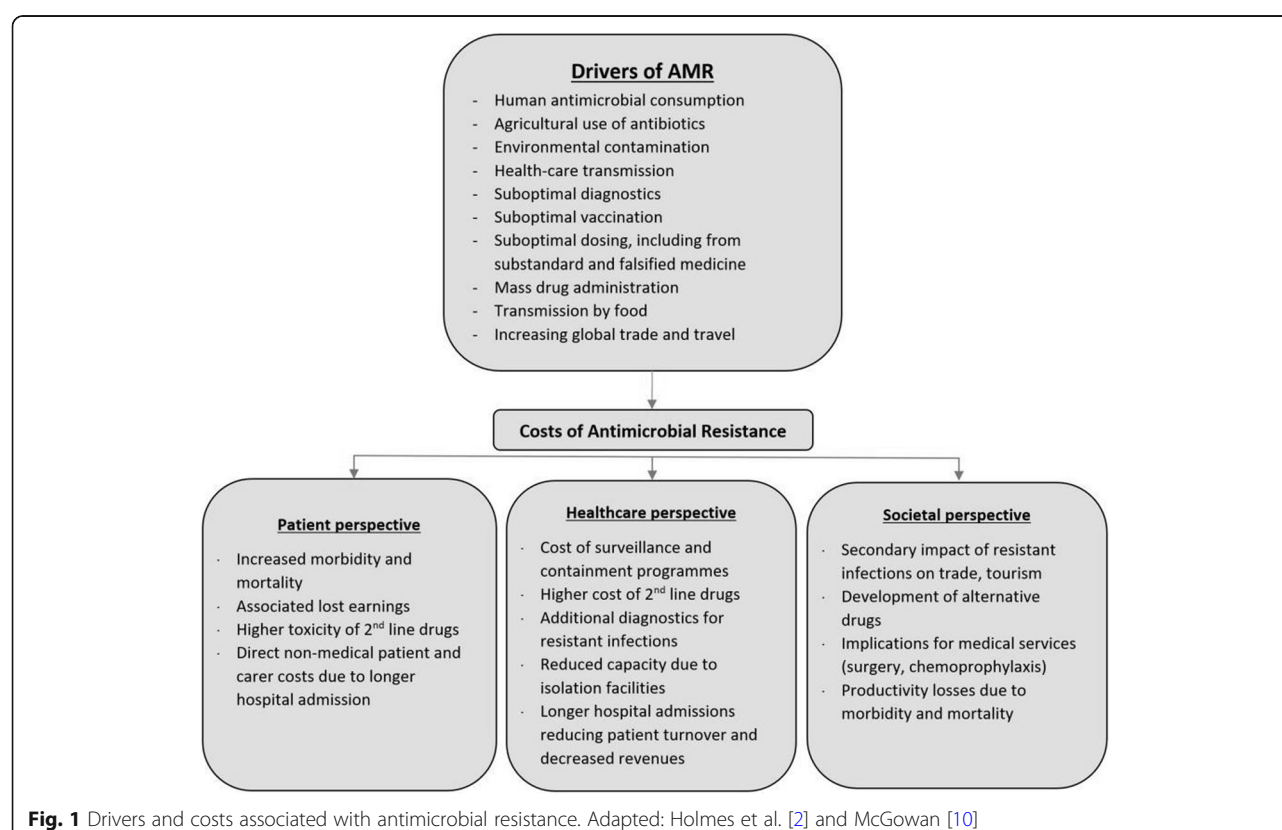 Drivers of AMR
- Human antimicrobial consumption
- Agricultural use of antibiotics
- Environmental contamination
- Health-care transmission
- Suboptimal diagnostics
- Suboptimal vaccination
- Suboptimal dosing, including from
substandard and falsified medicine
- Mass drug administration
- Transmission by food
- Increasing global trade and travel
Costs of Antimicrobial Resistance
Patient perspective
· Increased morbidity and
mortality
· Associated lost earnings
· Higher toxicity of 2nd line drugs
· Direct non-medical patient and
carer costs due to longer
hospital admission
Healthcare perspective
· Cost of surveillance and
containment programmes
· Higher cost of 2nd line drugs
· Additional diagnostics for
resistant infections
· Reduced capacity due to
isolation facilities
· Longer hospital admissions
reducing patient turnover and
decreased revenues
Societal perspective
· Secondary impact of resistant
infections on trade, tourism
· Development of alternative
drugs
· Implications for medical services
(surgery, chemoprophylaxis)
· Productivity losses due to
morbidity and mortality
Fig. 1 Drivers and costs associated with antimicrobial resistance. Adapted: Holmes et al. [2] and McGowan [10]